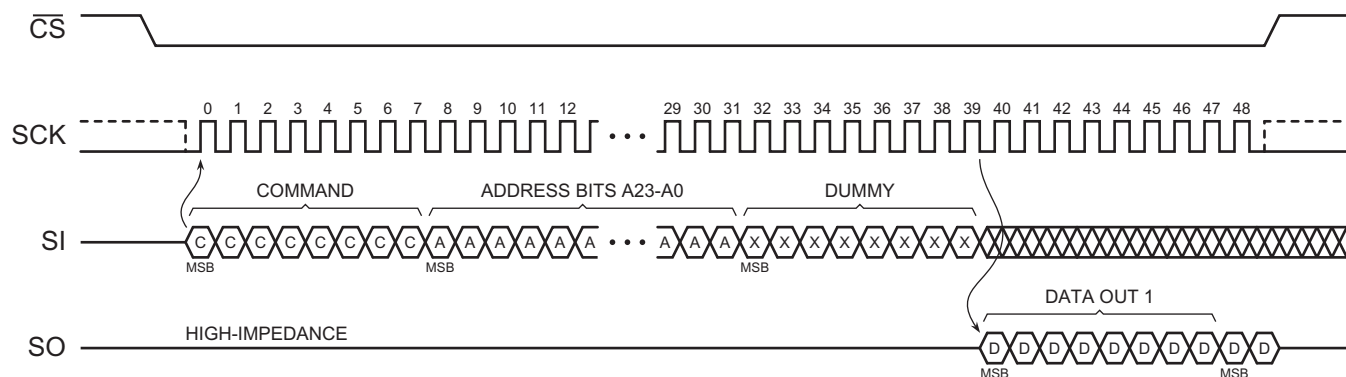 CS
SCK 0 1 2 3 4 5 6 7 8 9 10 11 12 • • • 29 30 31 32 33 34 35 36 37 38 39 40 41 42 43 44 45 46 47 48
COMMAND ADDRESS BITS A23-A0 DUMMY
SI C C C C C C C C A A A A A A • • • A A A X X X X X X X X
MSB MSB MSB
DATA OUT 1
HIGH-IMPEDANCE
SO D D D D D D D D D D
MSB MSB